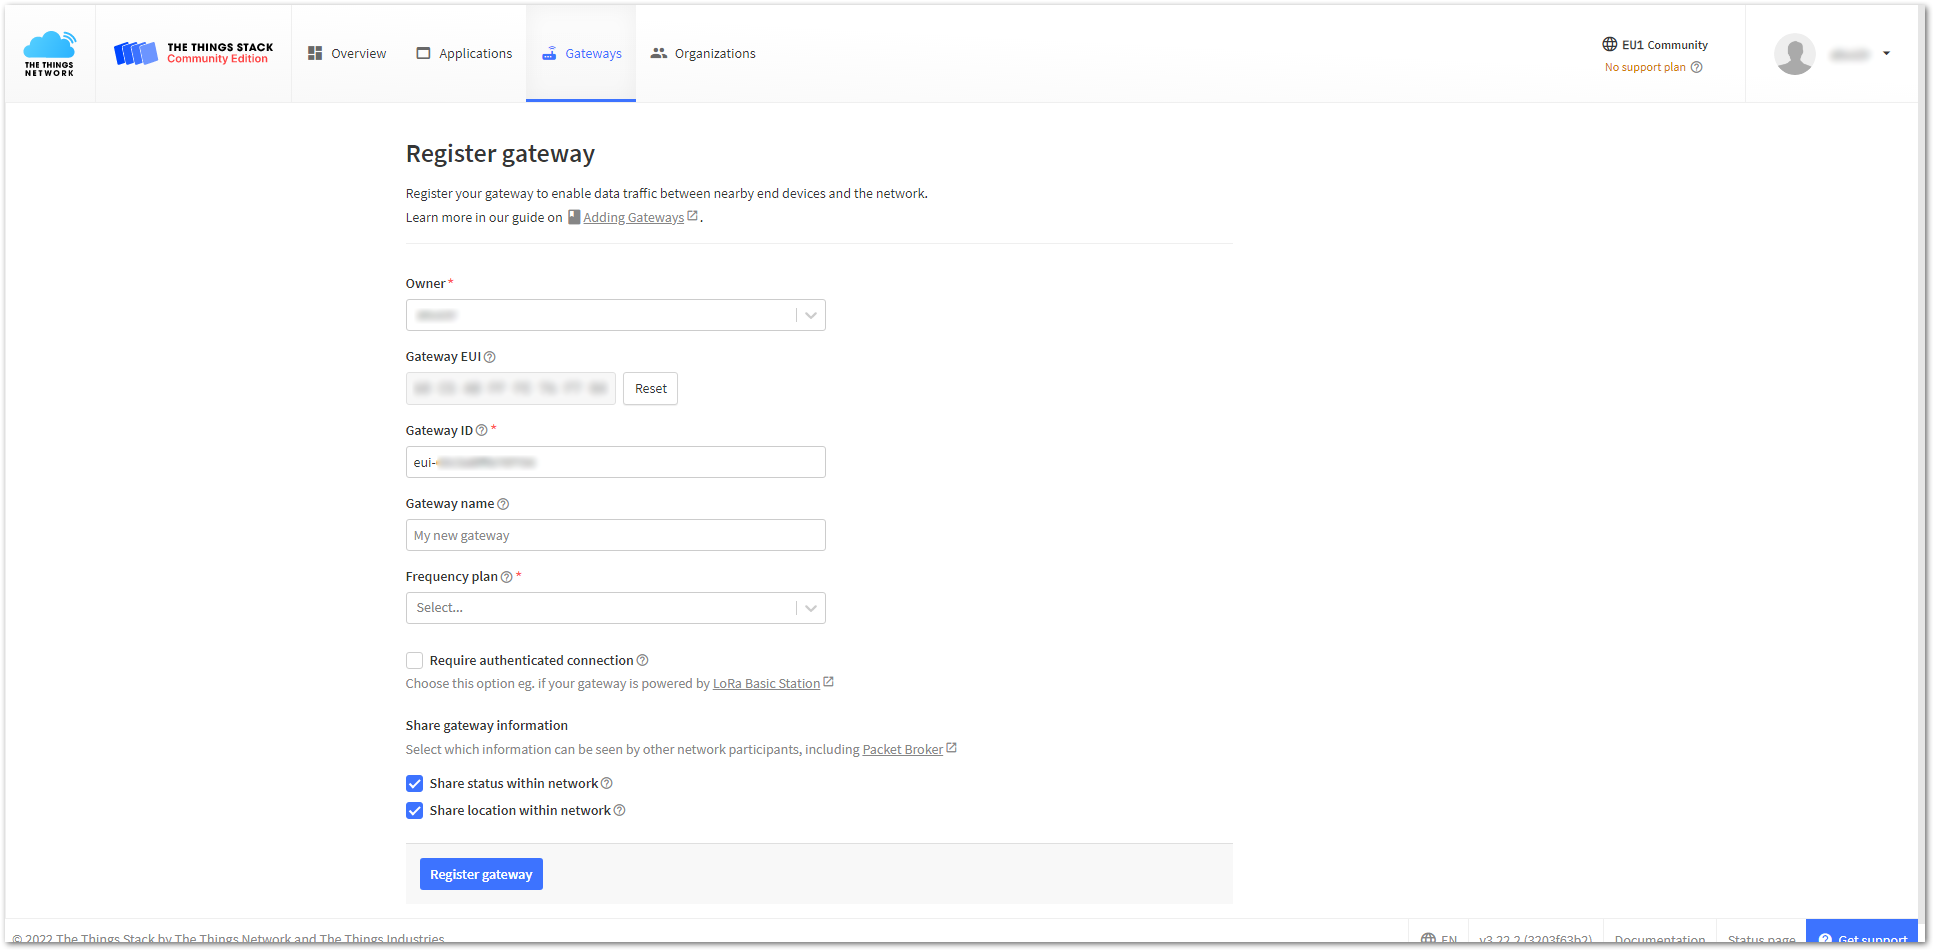 THE THINGS
NETWORK
THE THINGS STACK
Community Edition
Overview
Applications
Gateways
Organizations
EU1 Community
No support plan
Register gateway
Register your gateway to enable data traffic between nearby end devices and the network.
Learn more in our guide on Adding Gateways.
Owner*
Gateway EUI
Reset
Gateway ID *
eui-
Gateway name
My new gateway
Frequency plan *
Select...
Require authenticated connection
Choose this option eg. if your gateway is powered by LoRa Basic Station
Share gateway information
Select which information can be seen by other network participants, including Packet Broker
Share status within network
Share location within network
Register gateway
© 2022 The Things Stack by The Things Network and The Things Industries
EN
v3.22.2 (3203f63b2)
Documentation
Status page
Get support